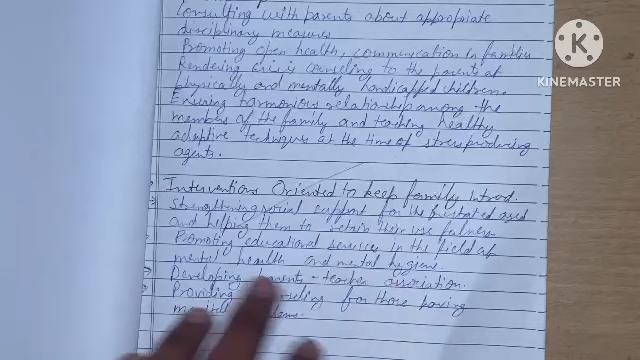 Consulting with parents about appropiate
disciplinary measures
Promoting open health, communication in families
Rendering crisis counseling to the parents of
physically and mentally handicapped children.
Ensuring harmonious relationship among the
members of the family and teaching healthy
adaptive techniques at the time of stress producing
agents.
Interventions Oriented to keep family
Strengthening social support for the frustrated aged
and helping them to retain their usefulness
Promoting educational services in the field of
mental health and mental hygiene.
Developing parents - teacher association.
Providing for those having
K
KINEMASTER